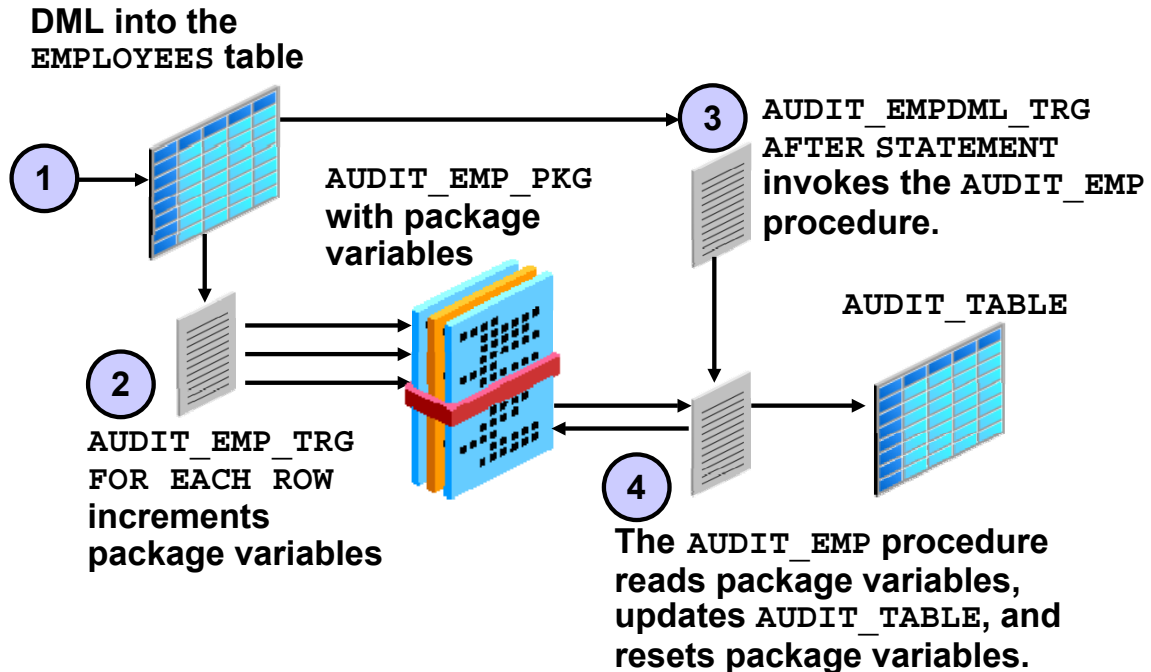 DML into the
EMPLOYEES table
1
2
AUDIT_EMP_TRG
FOR EACH ROW
increments
package variables
AUDIT_EMP_PKG
with package
variables
3
AUDIT_EMPDML_TRG
AFTER STATEMENT
invokes the AUDIT_EMP
procedure.
AUDIT_TABLE
4
The AUDIT_EMP procedure
reads package variables,
updates AUDIT_TABLE, and
resets package variables.